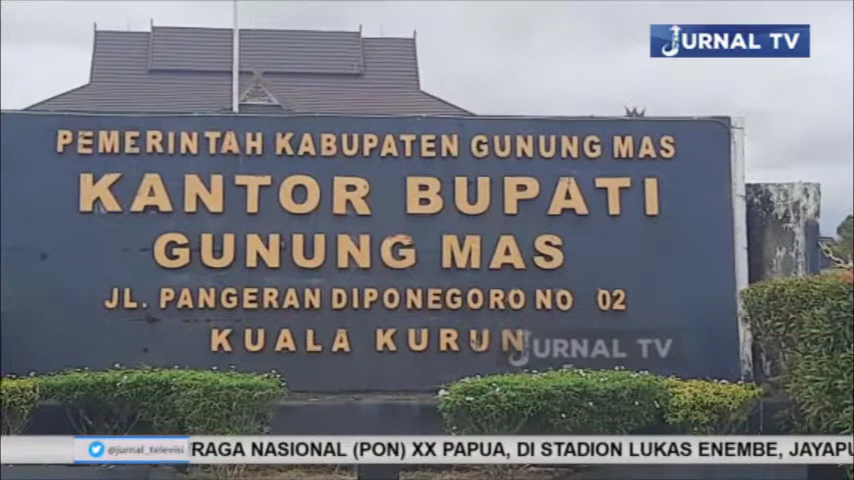 JURNAL TV
PEMERINTAH KABUPATEN GUNUNG MAS
KANTOR BUPATI
GUNUNG MAS
JL. PANGERAN DIPONEGORO NO 02
KUALA KURUN
JURNAL TV
@jurnal_televisi
RAGA NASIONAL (PON) XX PAPUA, DI STADION LUKAS ENEMBE, JAYAPU